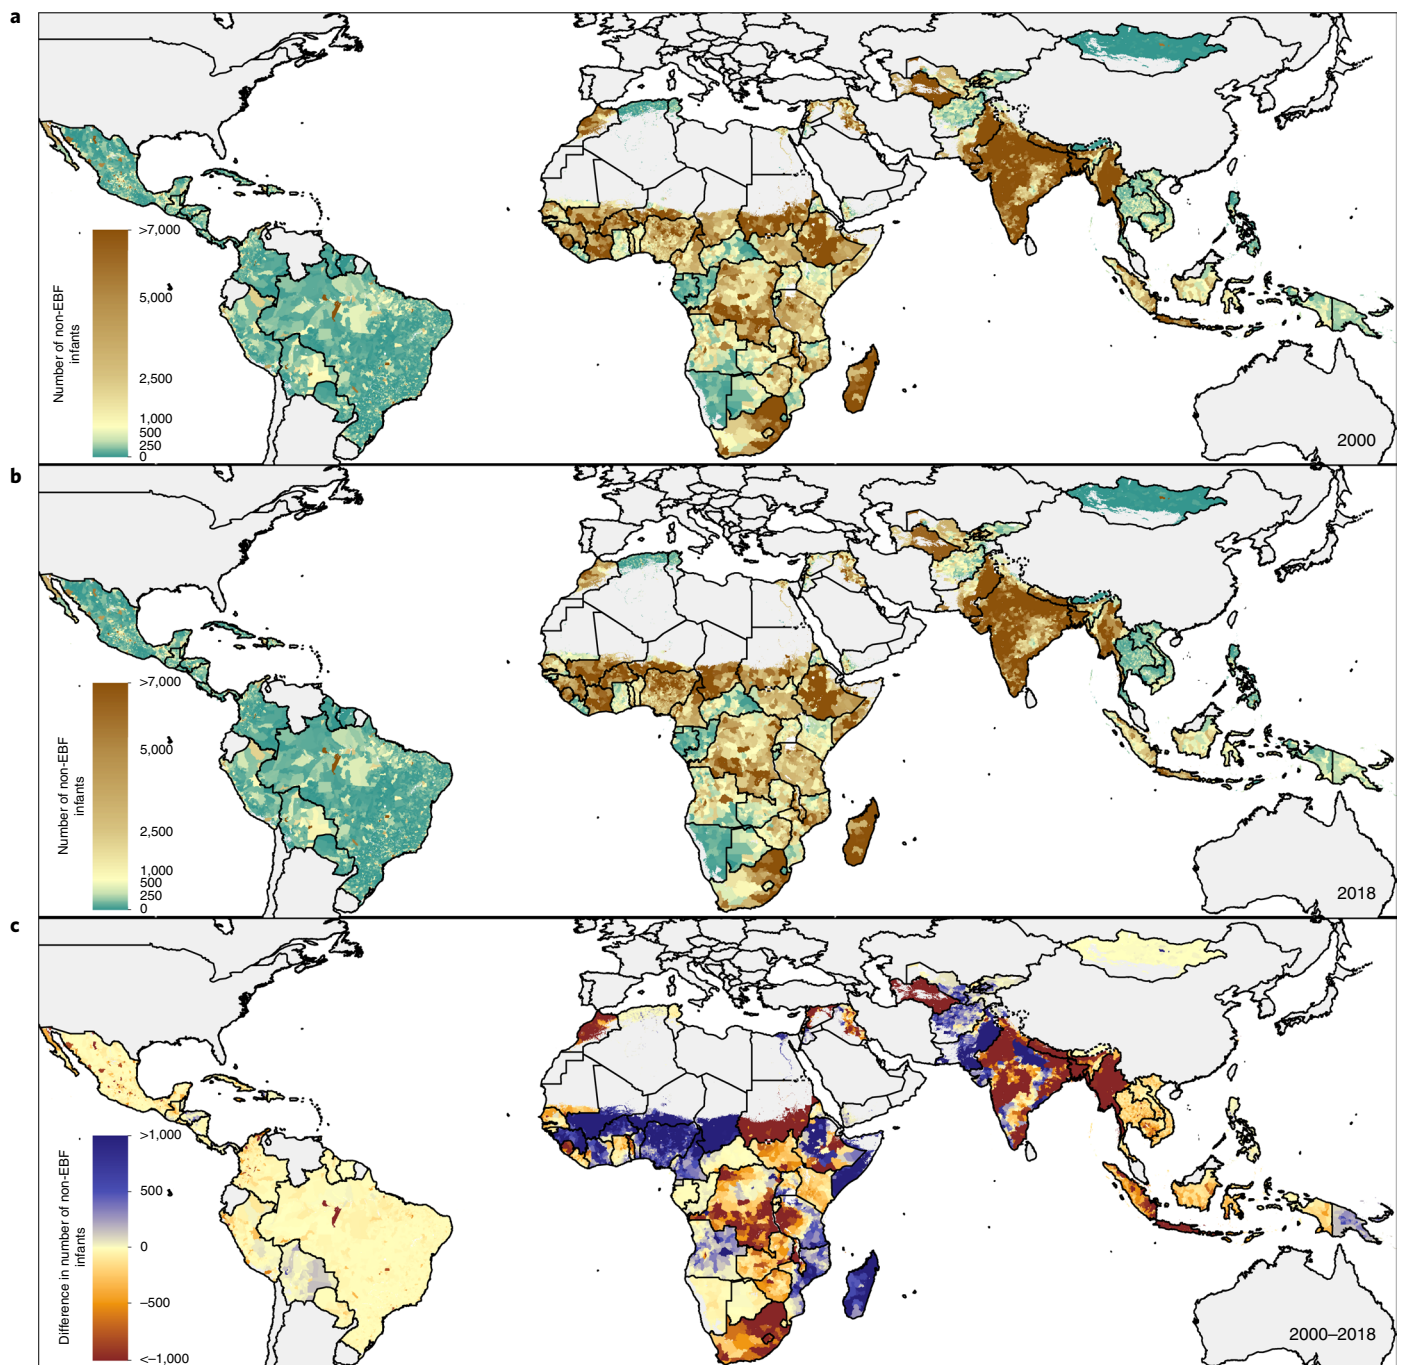 a
>7,000
5,000
2,500
1,000
500
250
0
Number of non-EBF
infants
2000
b
>7,000
5,000
2,500
1,000
500
250
0
Number of non-EBF
infants
2018
c
>1,000
500
0
−500
<−1,000
Difference in number of non-EBF
infants
2000–2018